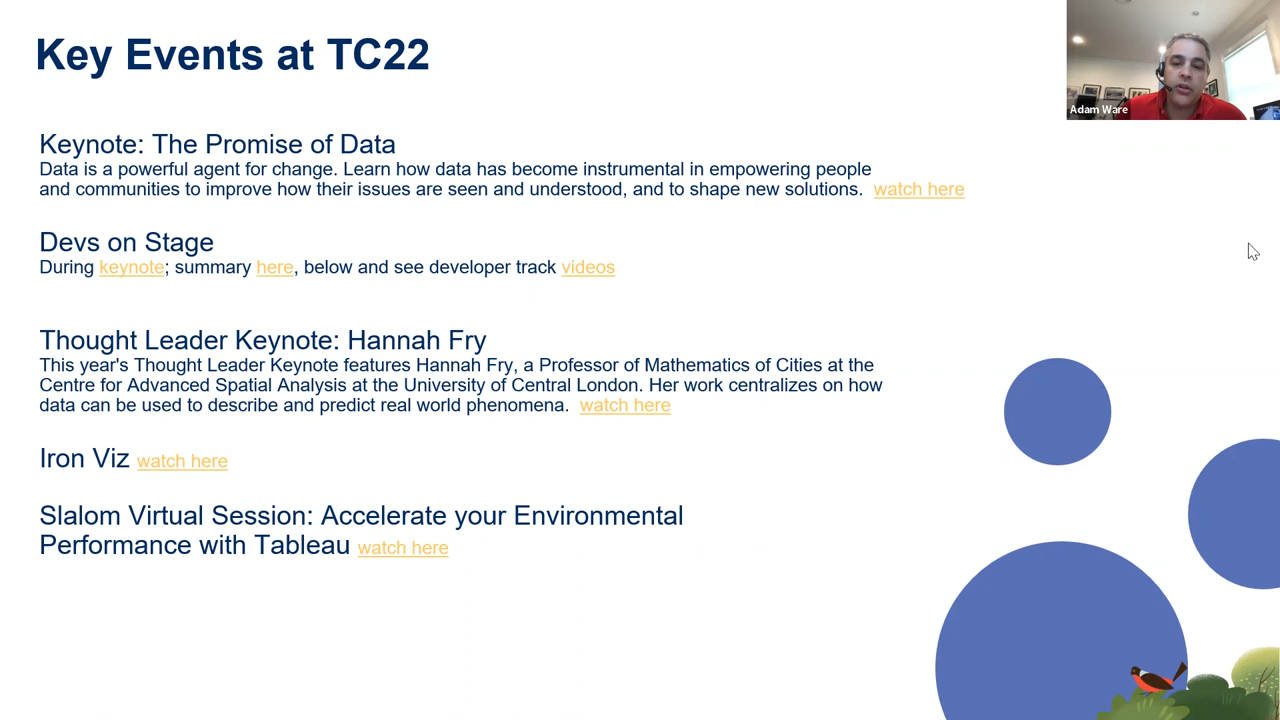 Key Events at TC22
Adam Ware
Keynote: The Promise of Data
Data is a powerful agent for change. Learn how data has become instrumental in empowering people
and communities to improve how their issues are seen and understood, and to shape new solutions. watch here
Devs on Stage
During keynote; summary here, below and see developer track videos
Thought Leader Keynote: Hannah Fry
This year's Thought Leader Keynote features Hannah Fry, a Professor of Mathematics of Cities at the
Centre for Advanced Spatial Analysis at the University of Central London. Her work centralizes on how
data can be used to describe and predict real world phenomena. watch here
Iron Viz watch here
Slalom Virtual Session: Accelerate your Environmental
Performance with Tableau watch here